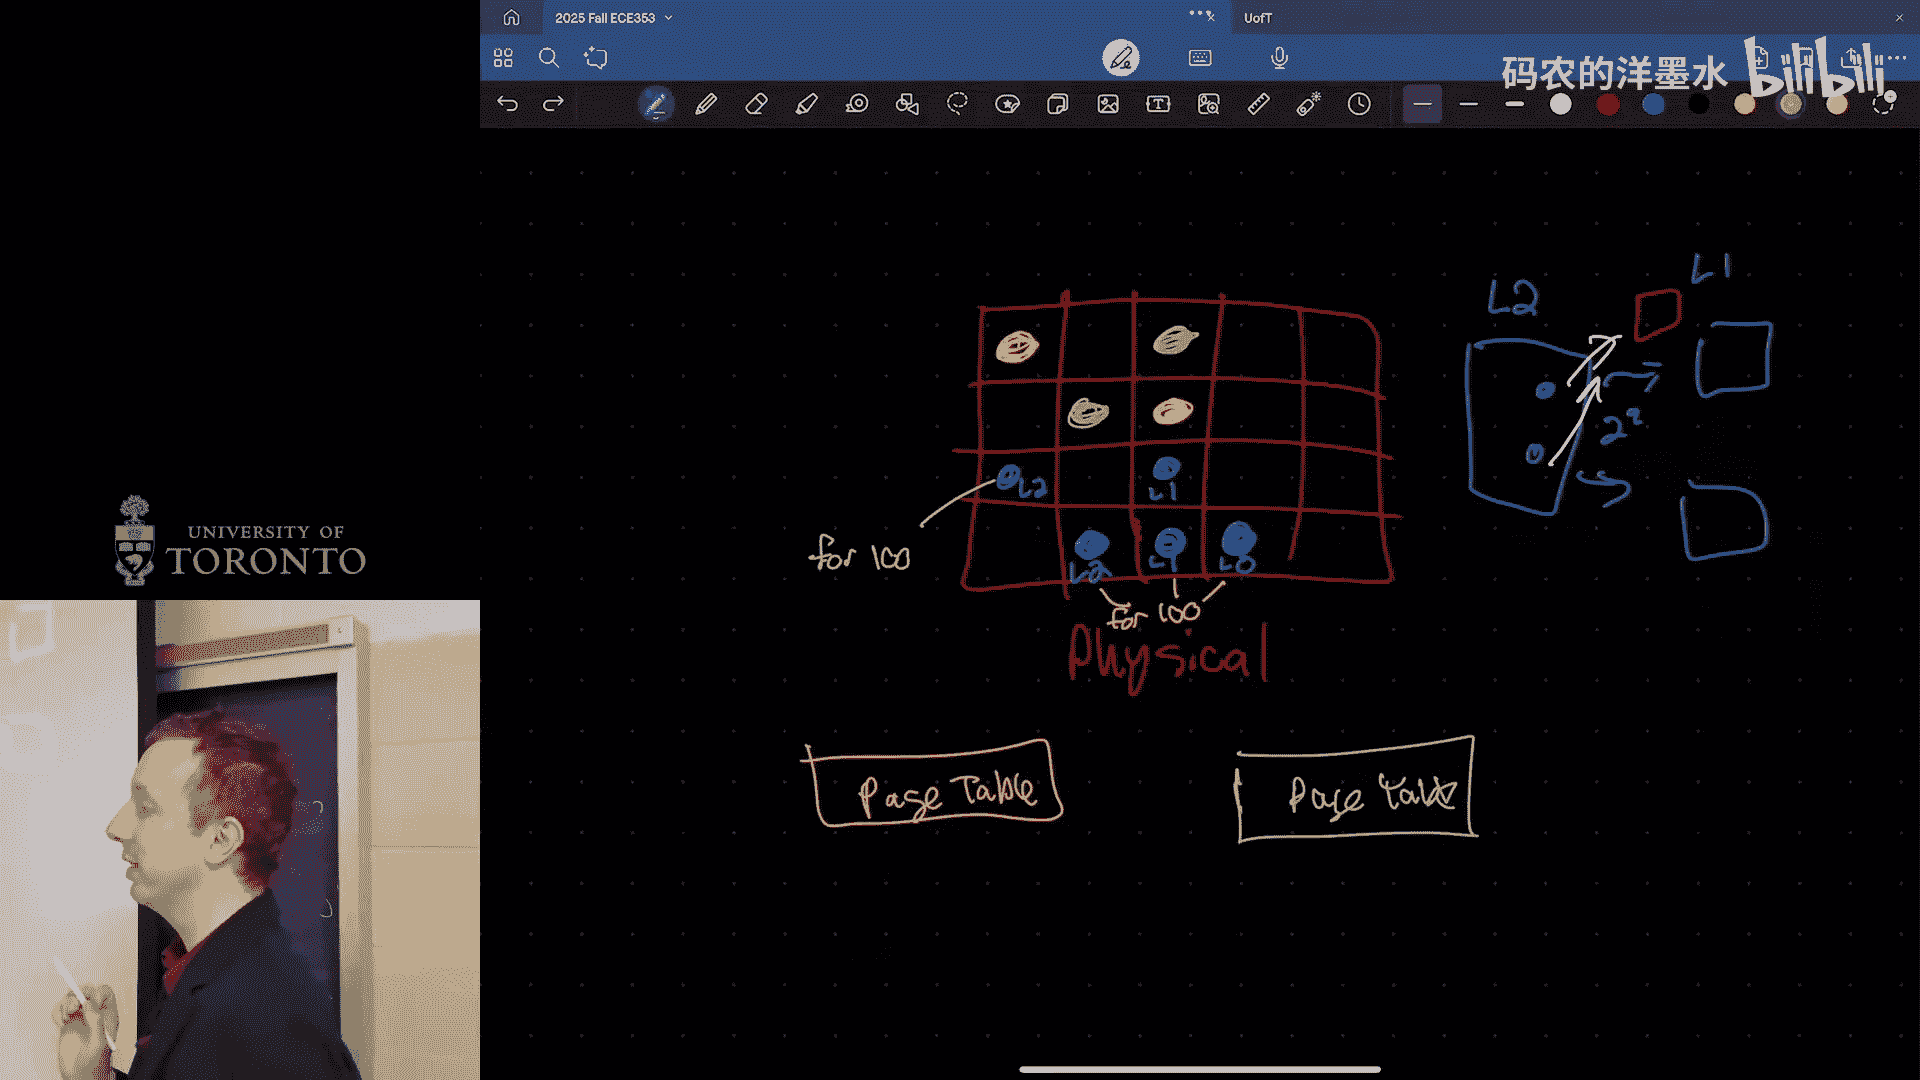 2025 Fall ECE353
UofT
码农的洋墨水 bilibili
L1
L2
2⁹
L2
L1
for 100
L2
L1
L0
for 100
Physical
UNIVERSITY OF
TORONTO
Page Table
Page Table